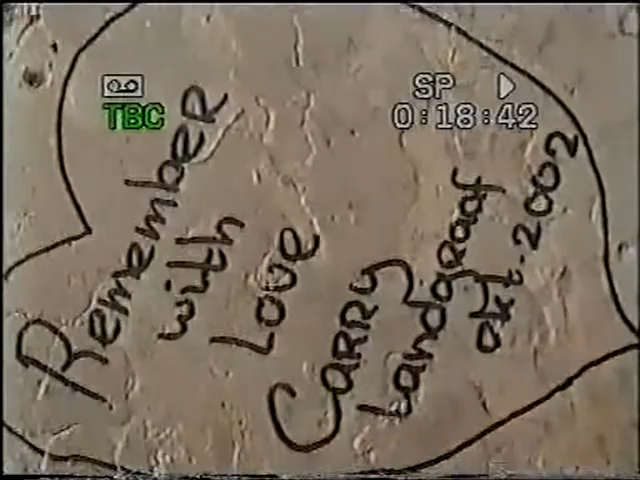 SP
TBC
0:18:42
Remember
with
Love
Carry
Landgraaf
okt. 2002